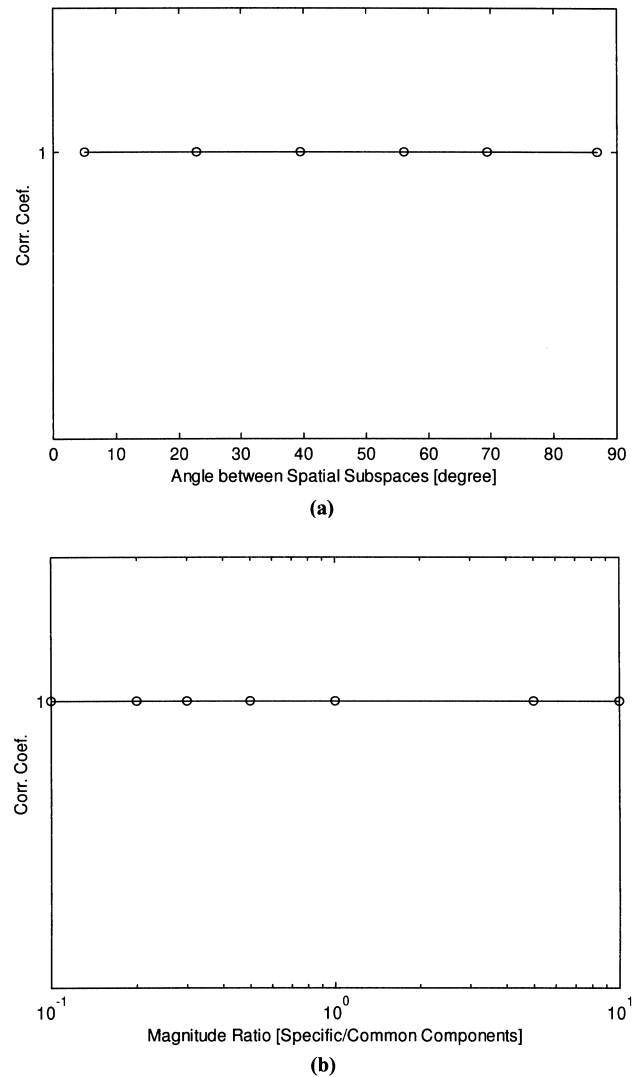 1
Corr. Coef.
0 10 20 30 40 50 60 70 80 90
Angle between Spatial Subspaces [degree]
(a)
1
Corr. Coef.
10^-1 10^0 10^1
Magnitude Ratio [Specific/Common Components]
(b)